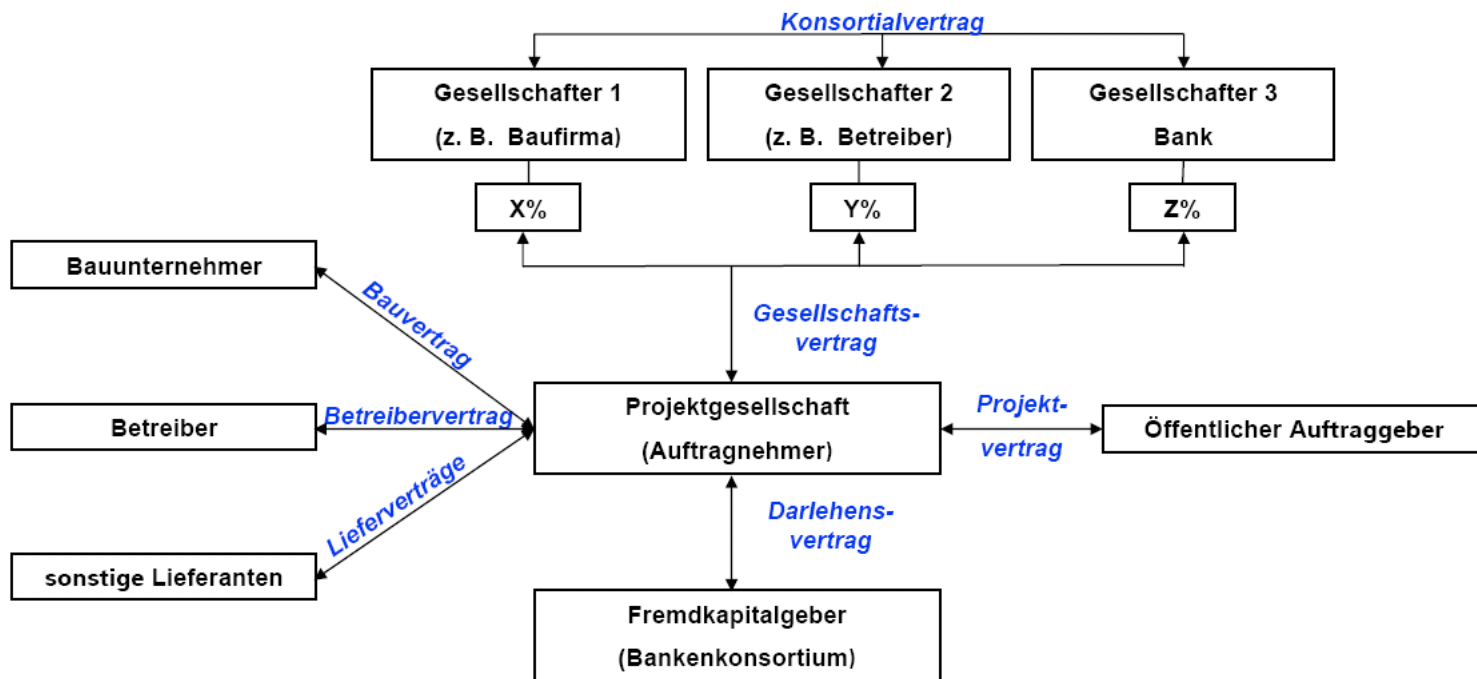 Konsortialvertrag
Gesellschafter 1
(z. B. Baufirma)
Gesellschafter 2
(z. B. Betreiber)
Gesellschafter 3
Bank
X%
Y%
Z%
Bauunternehmer
Bauvertrag
Gesellschafts-
vertrag
Betreiber
Betreibervertrag
Projektgesellschaft
(Auftragnehmer)
Projekt-
vertrag
Öffentlicher Auftraggeber
Lieferverträge
Darlehens-
vertrag
sonstige Lieferanten
Fremdkapitalgeber
(Bankenkonsortium)